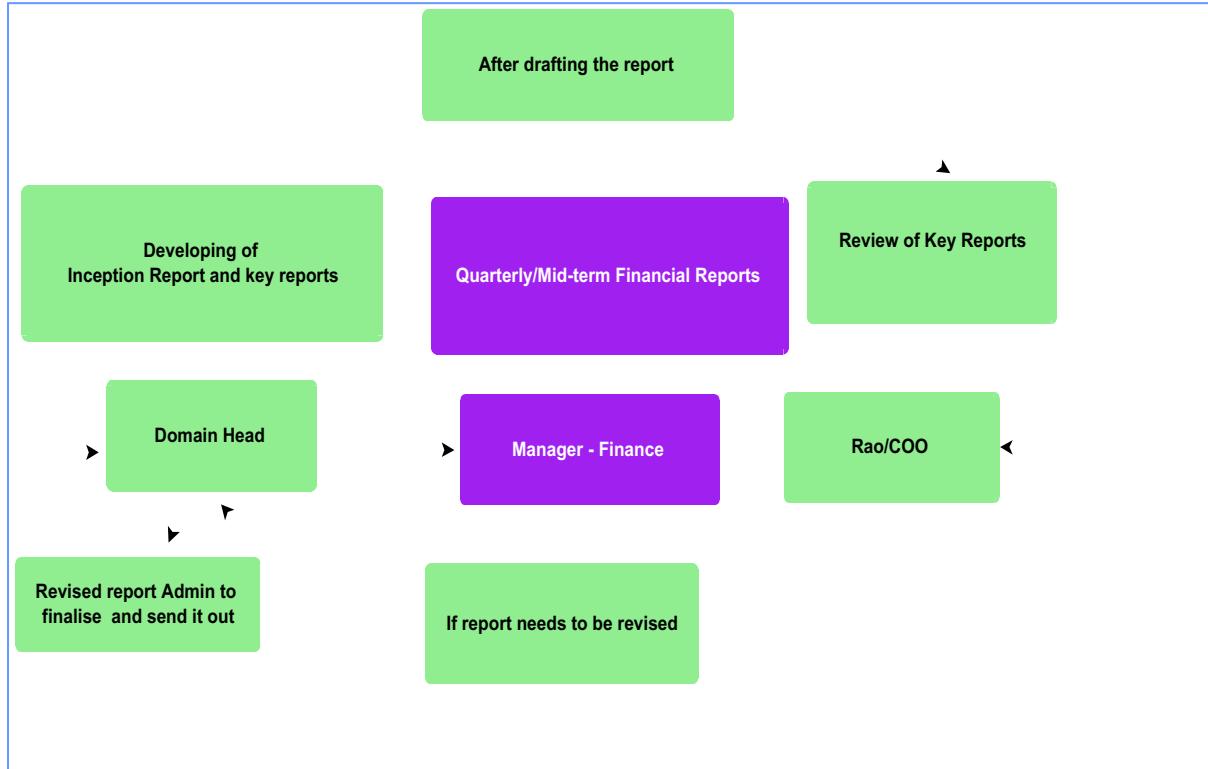 After drafting the report
Developing of
Inception Report and key reports
Quarterly/Mid-term Financial Reports
Review of Key Reports
Domain Head
Manager - Finance
Rao/COO
Revised report Admin to
finalise and send it out
If report needs to be revised